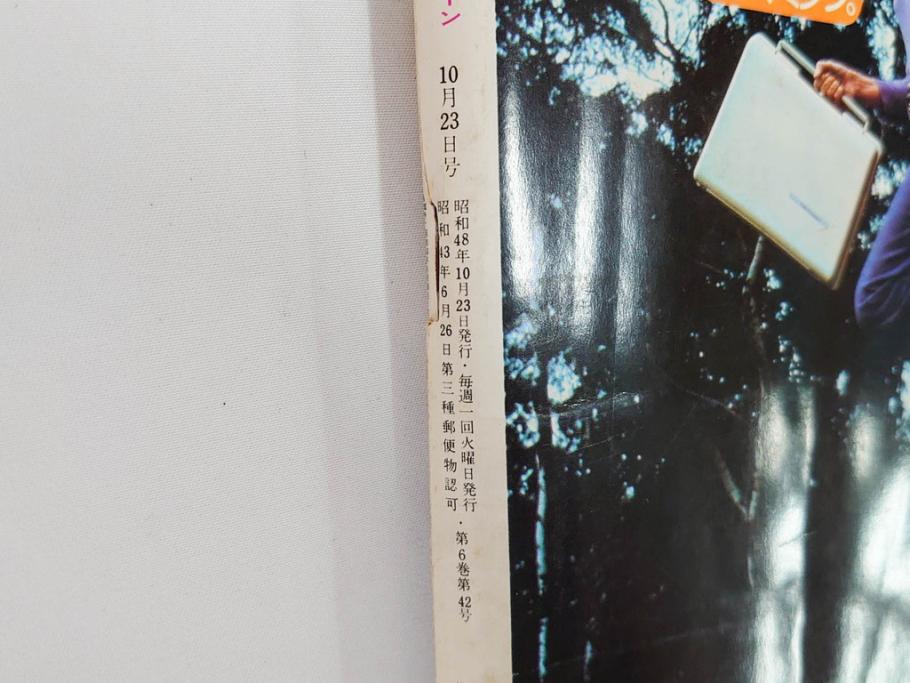 ーン
10月23日号
昭和48年10月23日発行・毎週一回火曜日発行・第6巻第42号
昭和43年6月26日第三種郵便物認可